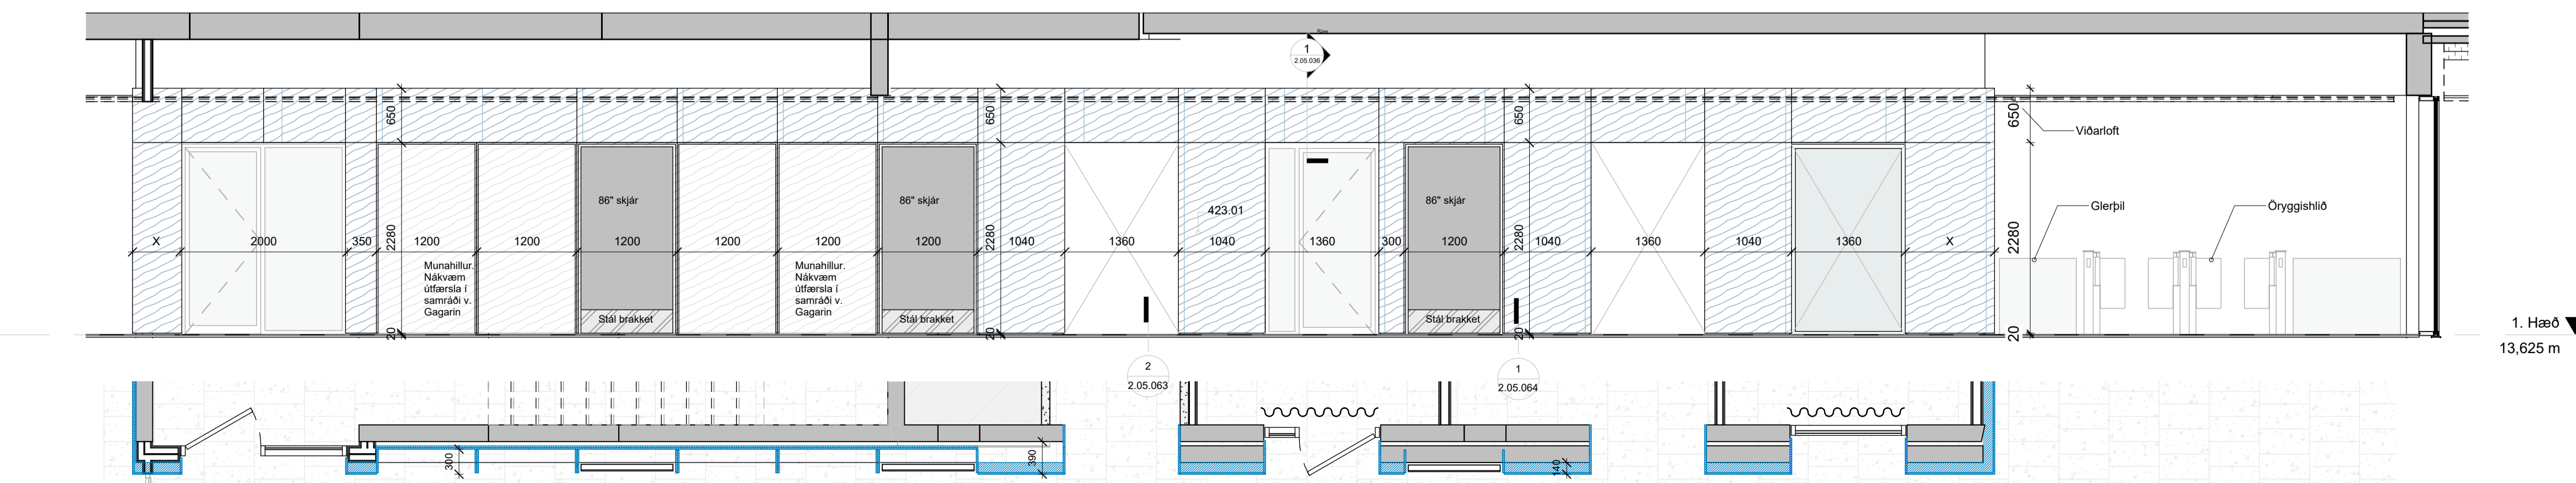 Sim
1
2.05.036
650
650
650
650
Viðarloft
86" skjár
86" skjár
86" skjár
423.01
Glerþil
Öryggishlið
X
2000
350
2280
1200
1200
1200
1200
1200
1200
2280
1040
1360
1040
1360
300
1200
2280
1040
1360
1040
1360
X
2280
Munahillur.
Nákvæm
útfærsla í
samráði v.
Gagarin
Munahillur.
Nákvæm
útfærsla í
samráði v.
Gagarin
Stál brakket
Stál brakket
Stál brakket
20
20
20
20
1. Hæð
13,625 m
2
2.05.063
1
2.05.064
300
390
140